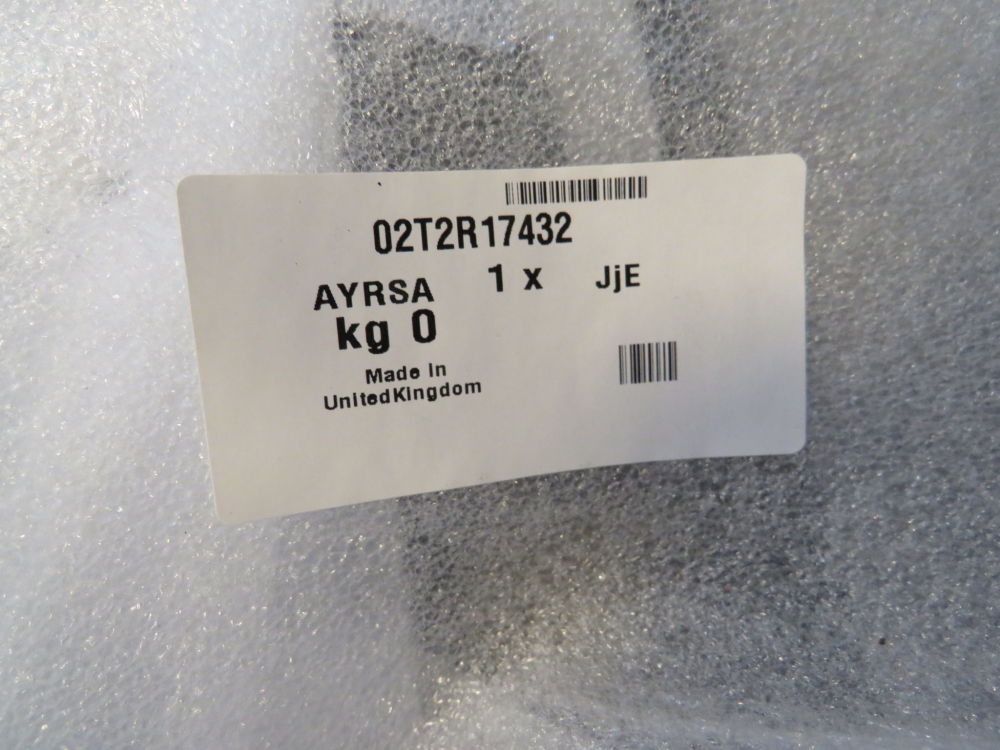 02T2R17432
AYRSA 1 x JjE
kg 0
Made in
UnitedKingdom